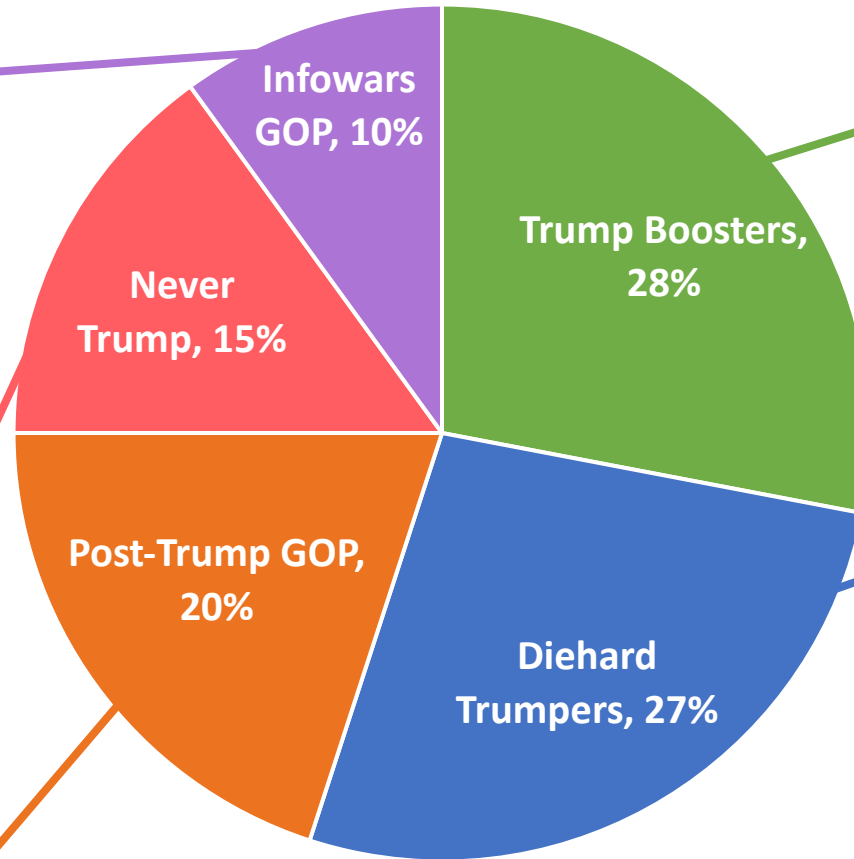 Infowars
GOP, 10%
Trump Boosters,
28%
Never
Trump, 15%
Post-Trump GOP,
20%
Diehard
Trumpers, 27%